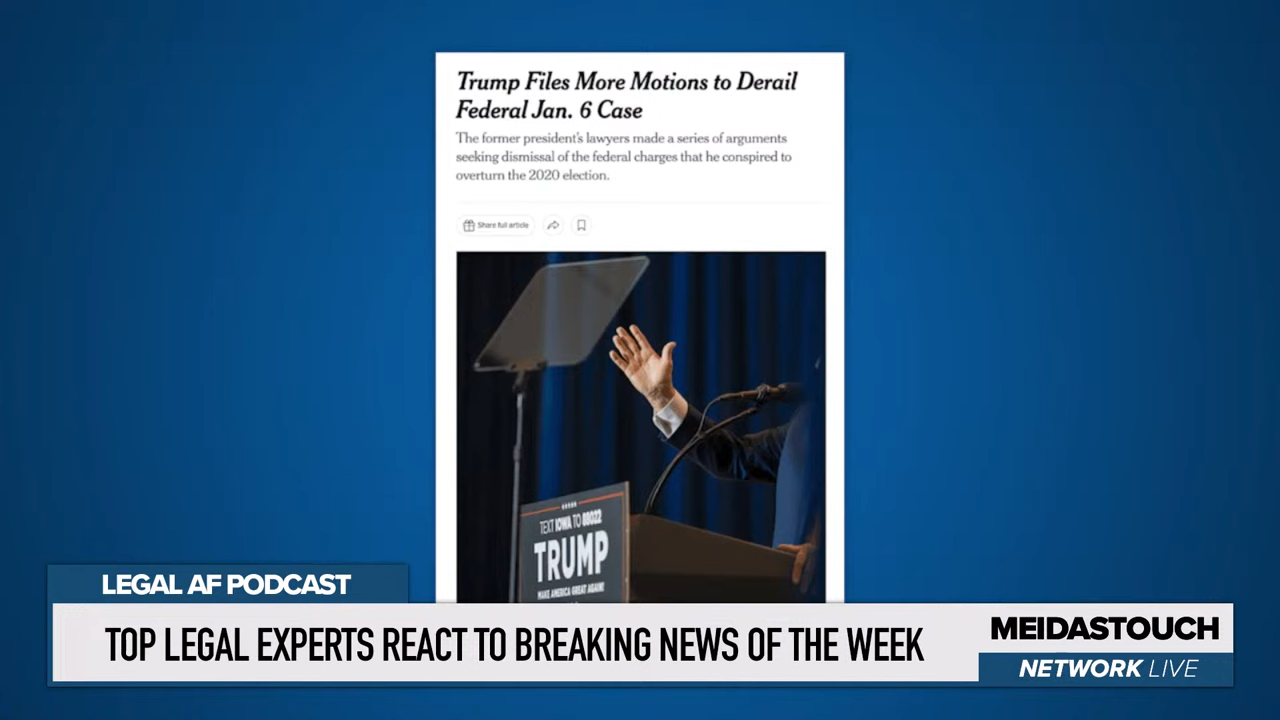 Trump Files More Motions to Derail
Federal Jan. 6 Case
The former president's lawyers made a series of arguments
seeking dismissal of the federal charges that he conspired to
overturn the 2020 election.
Share full article
TEXT IOWA TO 88022
TRUMP
MAKE AMERICA GREAT AGAIN!
LEGAL AF PODCAST
TOP LEGAL EXPERTS REACT TO BREAKING NEWS OF THE WEEK
MEIDASTOUCH
NETWORK LIVE